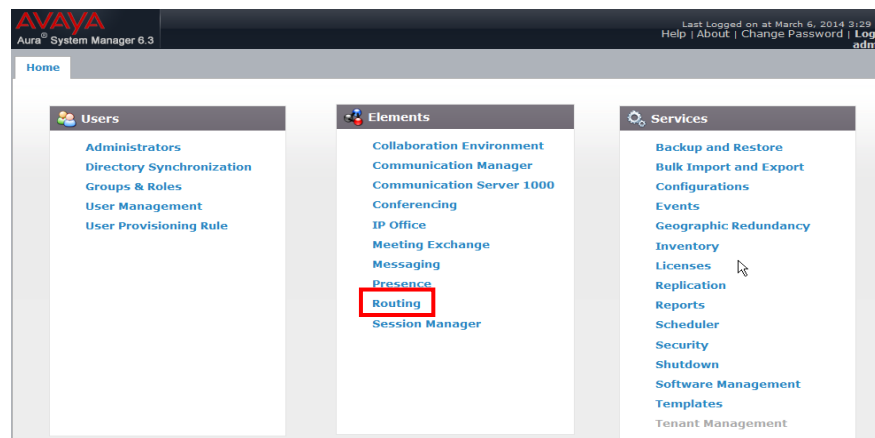 AVAYA
Aura® System Manager 6.3
Last Logged on at March 6, 2014 3:29
Help | About | Change Password | Log
adm
Home
Users
Administrators
Directory Synchronization
Groups & Roles
User Management
User Provisioning Rule
Elements
Collaboration Environment
Communication Manager
Communication Server 1000
Conferencing
IP Office
Meeting Exchange
Messaging
Presence
Routing
Session Manager
Services
Backup and Restore
Bulk Import and Export
Configurations
Events
Geographic Redundancy
Inventory
Licenses
Replication
Reports
Scheduler
Security
Shutdown
Software Management
Templates
Tenant Management